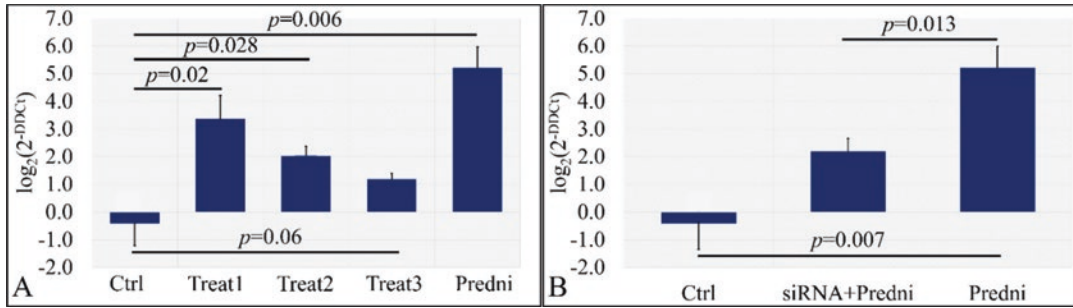 p=0.006
7.0
6.0
5.0
4.0
3.0
2.0
1.0
0.0
-1.0
-2.0
log₂(2⁻ᴰᴰᶜᵗ)
p=0.028
p=0.02
p=0.06
A
Ctrl Treat1 Treat2 Treat3 Predni
p=0.013
7.0
6.0
5.0
4.0
3.0
2.0
1.0
0.0
-1.0
-2.0
log₂(2⁻ᴰᴰᶜᵗ)
p=0.007
B
Ctrl siRNA+Predni Predni